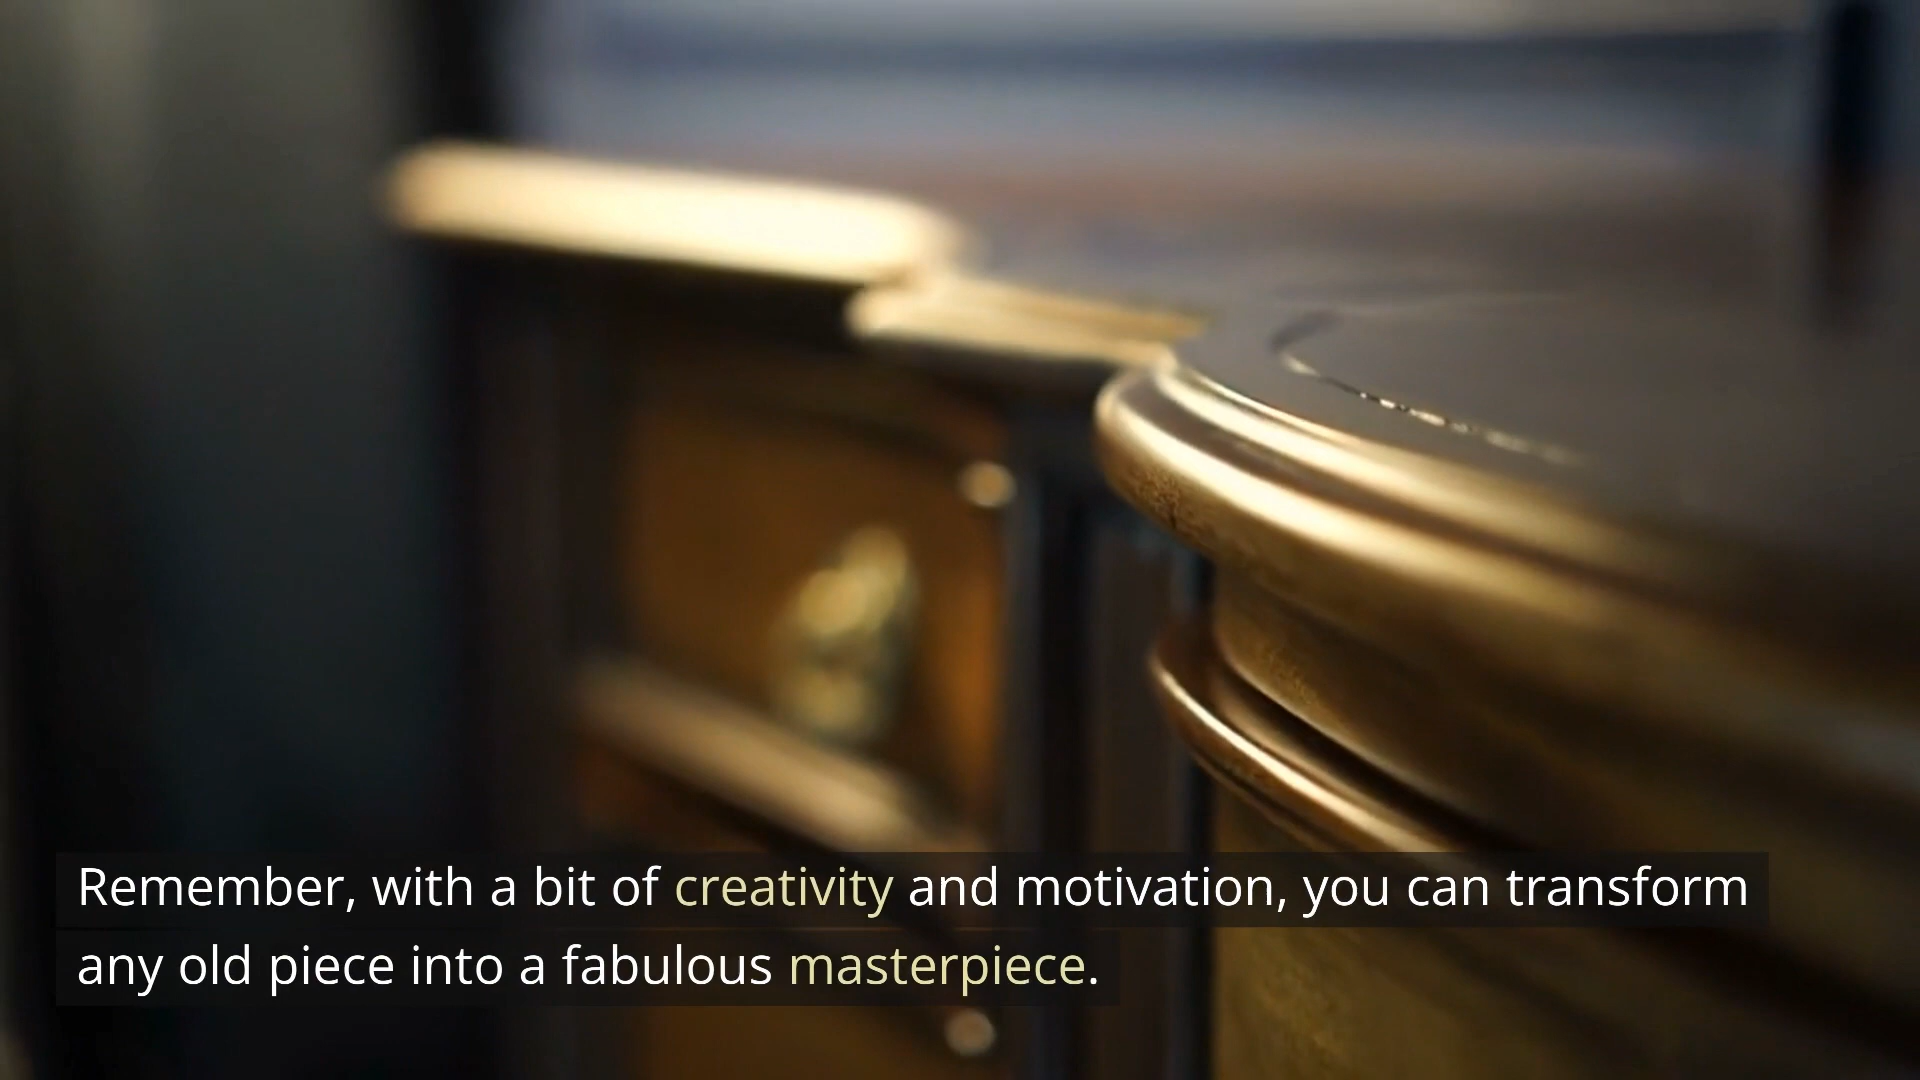 Remember, with a bit of creativity and motivation, you can transform
any old piece into a fabulous masterpiece.